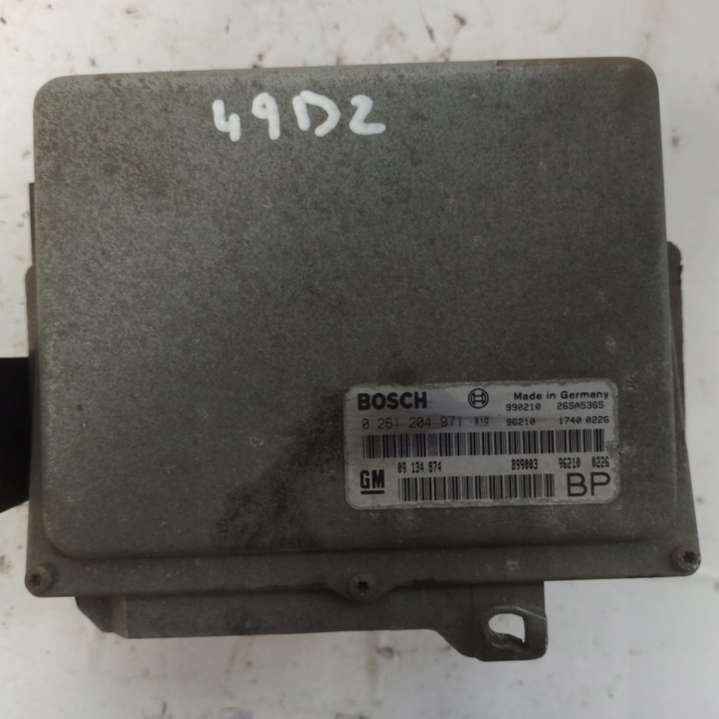 49D2
BOSCH Made in Germany
990210 26SA5365
0 261 204 971 96210 1740 0226
GM 09 134 874 B99003 96210 0226
BP